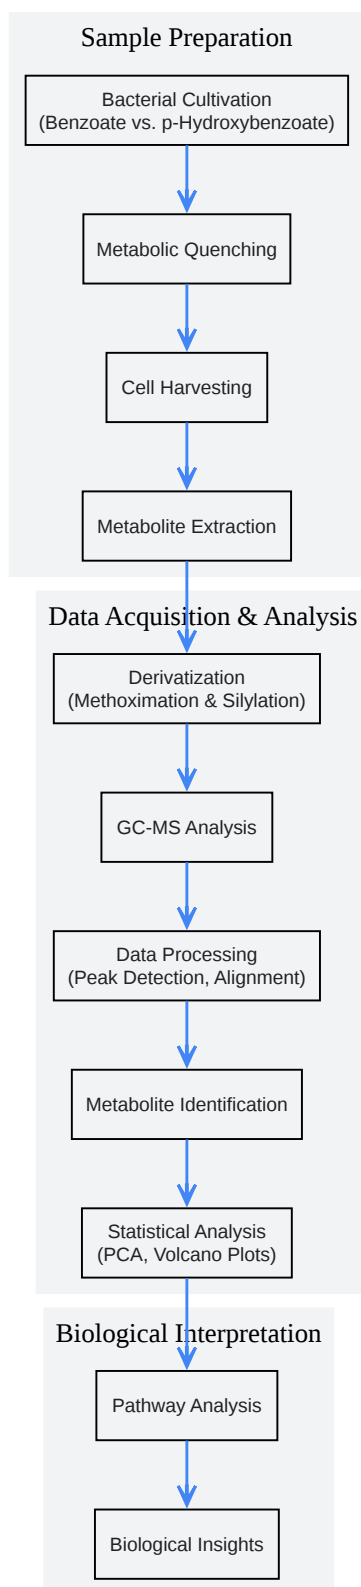 Sample Preparation
Bacterial Cultivation
(Benzoate vs. p-Hydroxybenzoate)
Metabolic Quenching
Cell Harvesting
Metabolite Extraction
Data Acquisition & Analysis
Derivatization
(Methoximation & Silylation)
GC-MS Analysis
Data Processing
(Peak Detection, Alignment)
Metabolite Identification
Statistical Analysis
(PCA, Volcano Plots)
Biological Interpretation
Pathway Analysis
Biological Insights